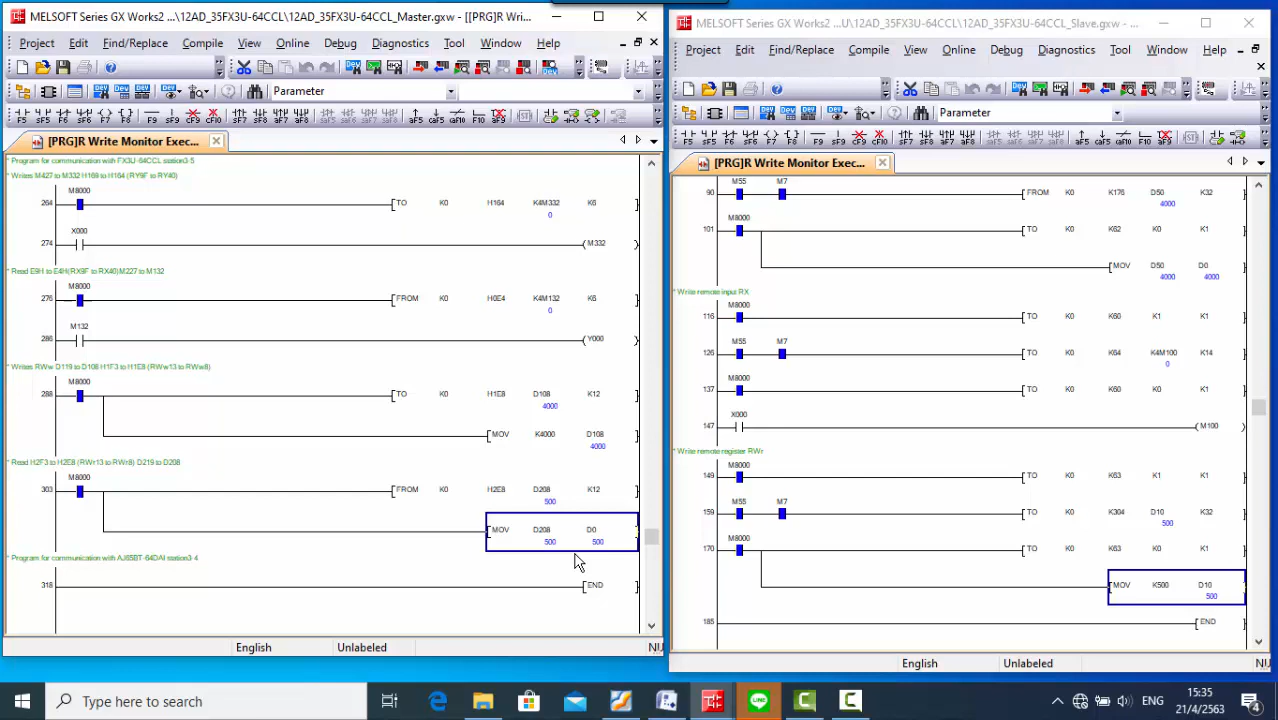 MELSOFT Series GX Works2 ...\12AD_35FX3U-64CCL\12AD_35FX3U-64CCL_Master.gxw - [[PRG]R Wri...
Project Edit Find/Replace Compile View Online Debug Diagnostics Tool Window Help
Parameter
[PRG]R Write Monitor Exec...
* Program for communication with FX3U-64CCL station3-5
* Writes M427 to M332 H169 to H164 (RY9F to RY40)
M8000
264 TO K0 H164 K4M332 K6
0
X000
274 M332
* Read E9H to E4H(RX9F to RX40)M227 to M132
M8000
276 FROM K0 H0E4 K4M132 K6
0
M132
286 Y000
* Writes RWw D119 to D108 H1F3 to H1E8 (RWw13 to RWw8)
M8000
288 TO K0 H1E8 D108 K12
4000
MOV K4000 D108
4000
* Read H2F3 to H2E8 (RWr13 to RWr8) D219 to D208
M8000
303 FROM K0 H2E8 D208 K12
500
MOV D208 D0
500 500
* Program for communication with AJ65BT-64DAI station3-4
318 END
English Unlabeled NU
MELSOFT Series GX Works2 ...U\12AD_35FX3U-64CCL\12AD_35FX3U-64CCL_Slave.gxw - ...
Project Edit Find/Replace Compile View Online Debug Diagnostics Tool Window Help
Parameter
[PRG]R Write Monitor Exec...
M55 M7
90 FROM K0 K176 D50 K32
4000
M8000
101 TO K0 K62 K0 K1
MOV D50 D0
4000 4000
* Write remote input RX
M8000
116 TO K0 K60 K1 K1
M55 M7
126 TO K0 K64 K4M100 K14
0
M8000
137 TO K0 K60 K0 K1
X000
147 M100
* Write remote register RWr
M8000
149 TO K0 K63 K1 K1
M55 M7
159 TO K0 K304 D10 K32
500
M8000
170 TO K0 K63 K0 K1
MOV K500 D10
500
185 END
English Unlabeled NU
Type here to search
ENG
15:35
21/4/2563
4